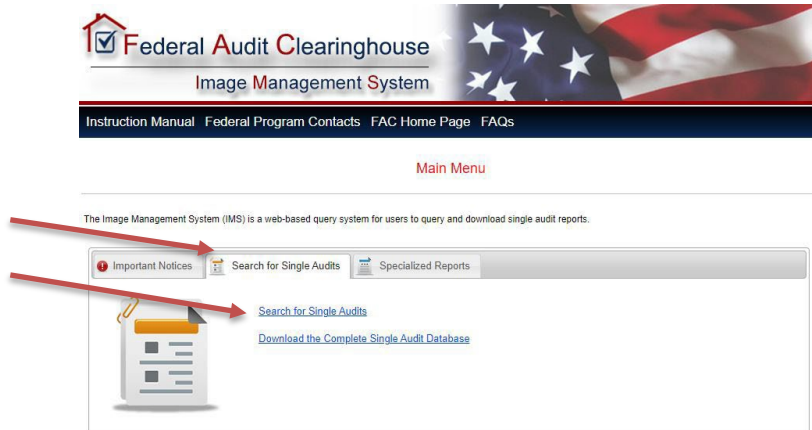 Federal Audit Clearinghouse
Image Management System
Instruction Manual Federal Program Contacts FAC Home Page FAQs
Main Menu
The Image Management System (IMS) is a web-based query system for users to query and download single audit reports.
Important Notices Search for Single Audits Specialized Reports
Search for Single Audits
Download the Complete Single Audit Database